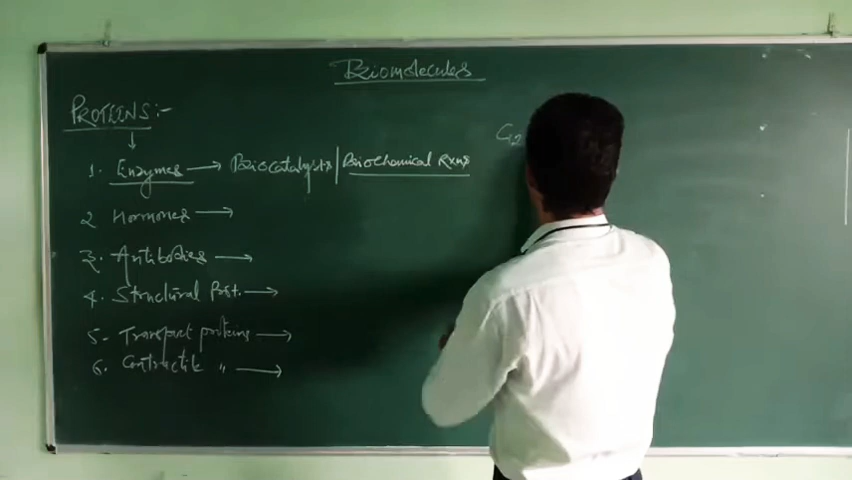 Biomolecules
PROTEINS:-
↓
1. Enzymes → Biocatalysts | BioChemical Rxns
2 Hormones →
3. Antibodies →
4. Structural Prot. →
5- Transport proteins →
6. Contractile " →
C12